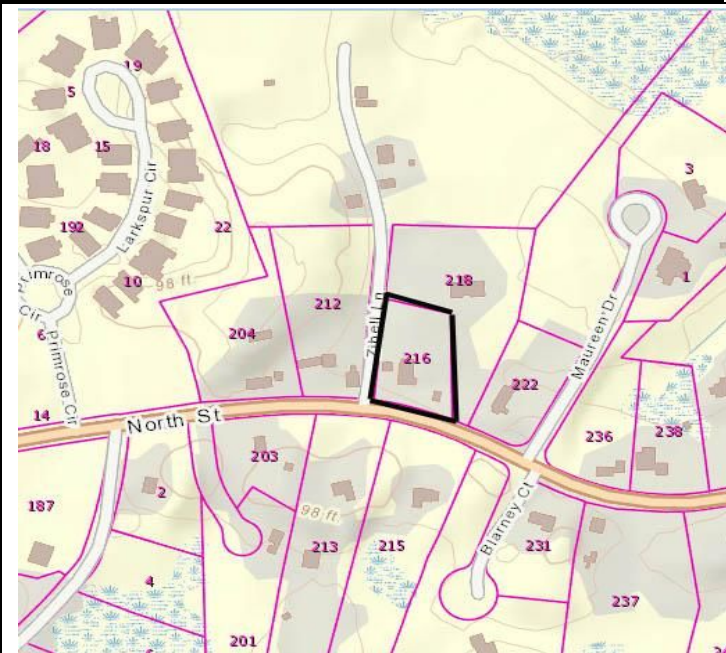 19
5
3
18
15
Larkspur Cir
192
22
1
Primrose
Cir
10
98 ft
218
212
Zibell Ln
Maureen Dr
6
204
216
Primrose Cir
222
14
North St
236
238
203
187
2
98 ft
213
215
Blarney Ct
231
4
237
201